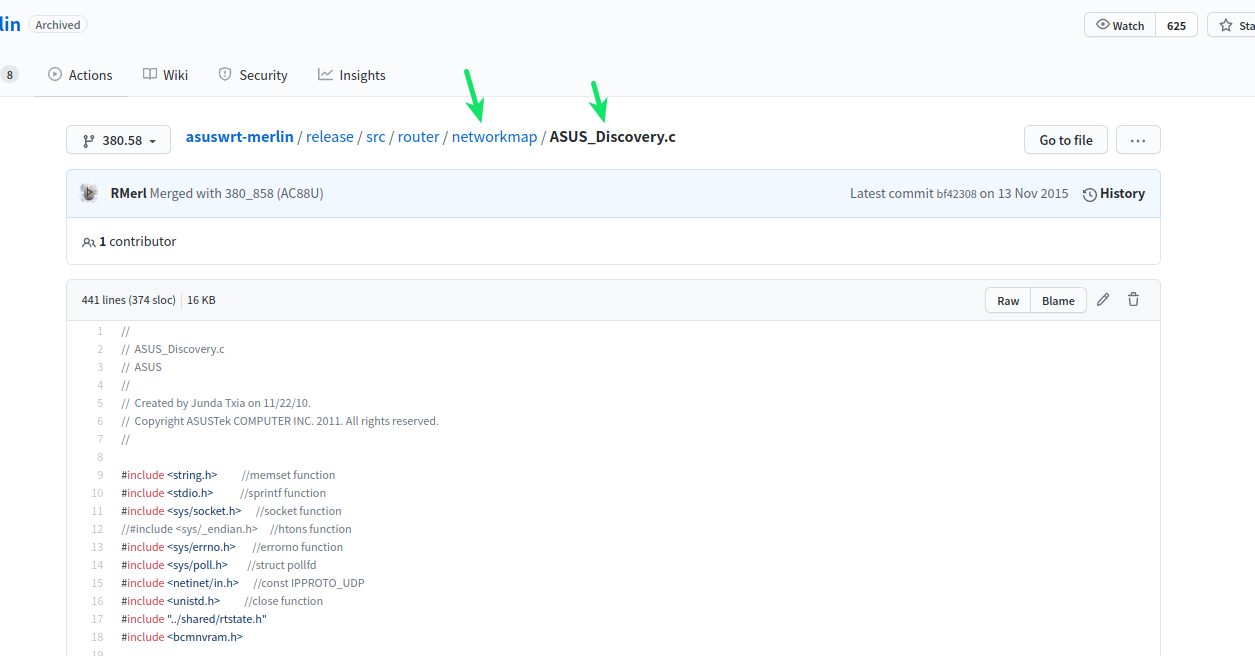 lin Archived Watch 625 Sta
8 Actions Wiki Security Insights
380.58 asuswrt-merlin / release / src / router / networkmap / ASUS_Discovery.c Go to file ...
RMerl Merged with 380_858 (AC88U) Latest commit bf42308 on 13 Nov 2015 History
1 contributor
441 lines (374 sloc) 16 KB Raw Blame
1 //
2 // ASUS_Discovery.c
3 // ASUS
4 //
5 // Created by Junda Txia on 11/22/10.
6 // Copyright ASUSTek COMPUTER INC. 2011. All rights reserved.
7 //
8
9 #include <string.h> //memset function
10 #include <stdio.h> //sprintf function
11 #include <sys/socket.h> //socket function
12 //#include <sys/_endian.h> //htons function
13 #include <sys/errno.h> //errorno function
14 #include <sys/poll.h> //struct pollfd
15 #include <netinet/in.h> //const IPPROTO_UDP
16 #include <unistd.h> //close function
17 #include "../shared/rtstate.h"
18 #include <bcmnvram.h>
19